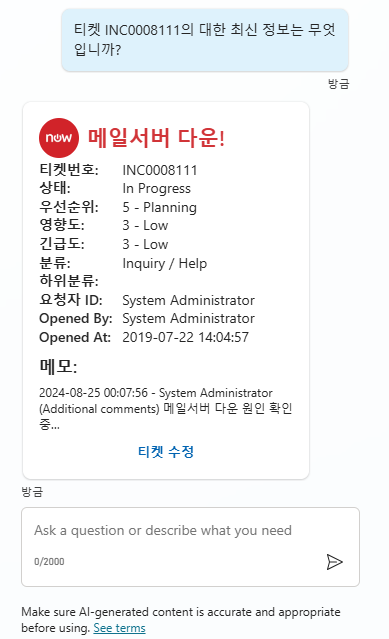 티켓 INC0008111의 대한 최신 정보는 무엇
입니까?
방금
now 메일서버 다운!
티켓번호: INC0008111
상태: In Progress
우선순위: 5 - Planning
영향도: 3 - Low
긴급도: 3 - Low
분류: Inquiry / Help
하위분류:
요청자 ID: System Administrator
Opened By: System Administrator
Opened At: 2019-07-22 14:04:57
메모:
2024-08-25 00:07:56 - System Administrator
(Additional comments) 메일서버 다운 원인 확인
중...
티켓 수정
방금
Ask a question or describe what you need
0/2000
Make sure AI-generated content is accurate and appropriate
before using. See terms